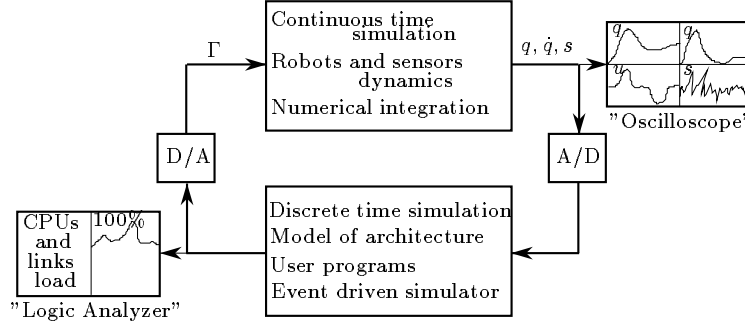 Continuous time
simulation
Robots and sensors
dynamics
Numerical integration
Γ
q, q̇, s
q
q
u
s
"Oscilloscope"
D/A
A/D
Discrete time simulation
Model of architecture
User programs
Event driven simulator
CPUs
and
links
load
100%
"Logic Analyzer"